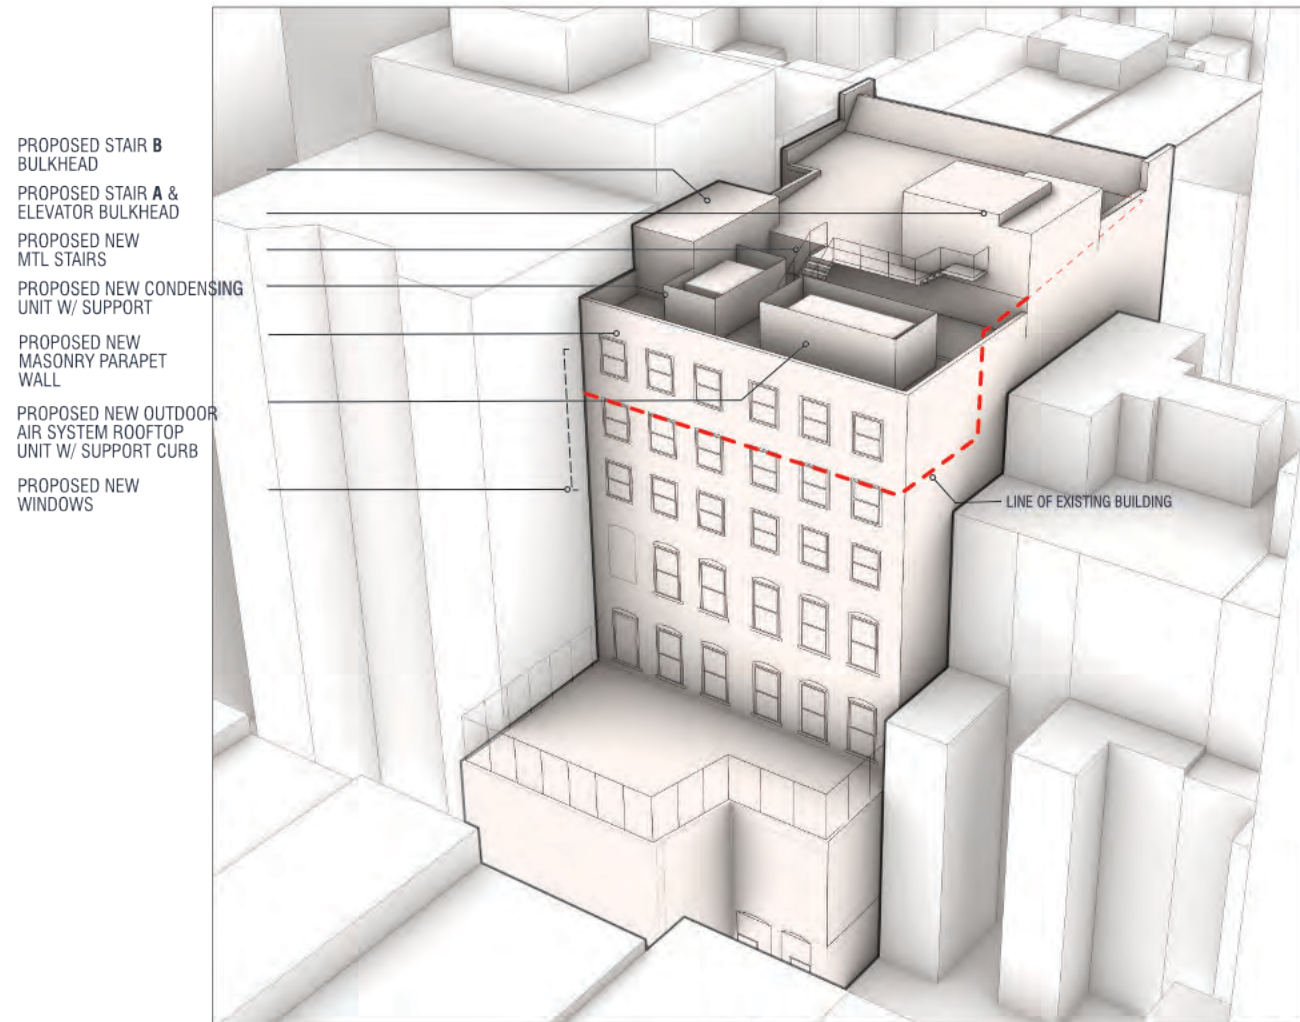 PROPOSED STAIR B
BULKHEAD
PROPOSED STAIR A &
ELEVATOR BULKHEAD
PROPOSED NEW
MTL STAIRS
PROPOSED NEW CONDENSING
UNIT W/ SUPPORT
PROPOSED NEW
MASONRY PARAPET
WALL
PROPOSED NEW OUTDOOR
AIR SYSTEM ROOFTOP
UNIT W/ SUPPORT CURB
PROPOSED NEW
WINDOWS
LINE OF EXISTING BUILDING